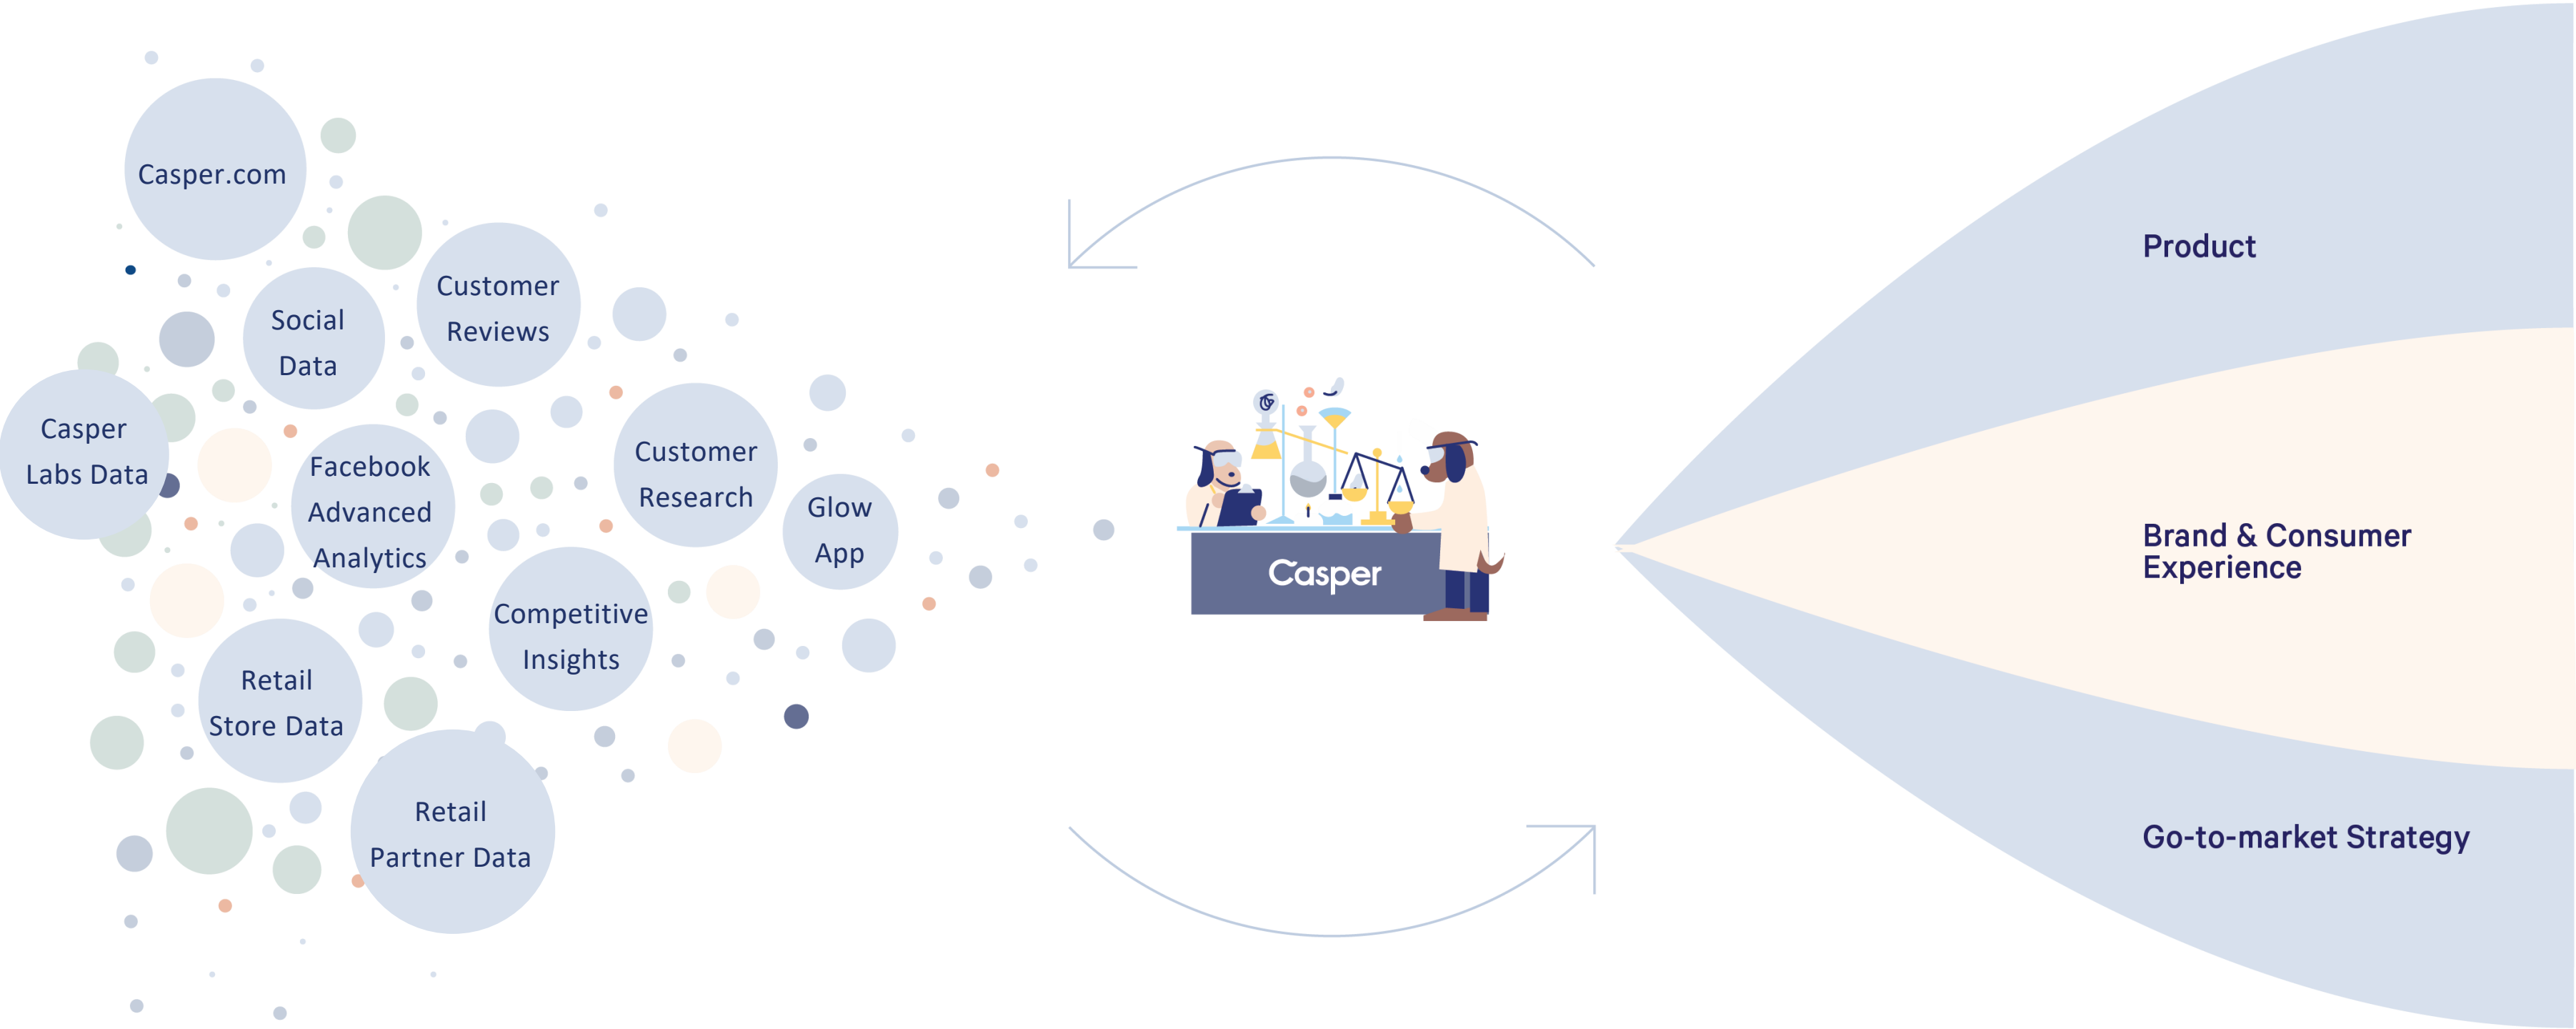 Casper.com
Customer
Reviews
Social
Data
Casper
Labs Data
Facebook
Advanced
Analytics
Customer
Research
Glow
App
Competitive
Insights
Retail
Store Data
Retail
Partner Data
Casper
Product
Brand & Consumer
Experience
Go-to-market Strategy